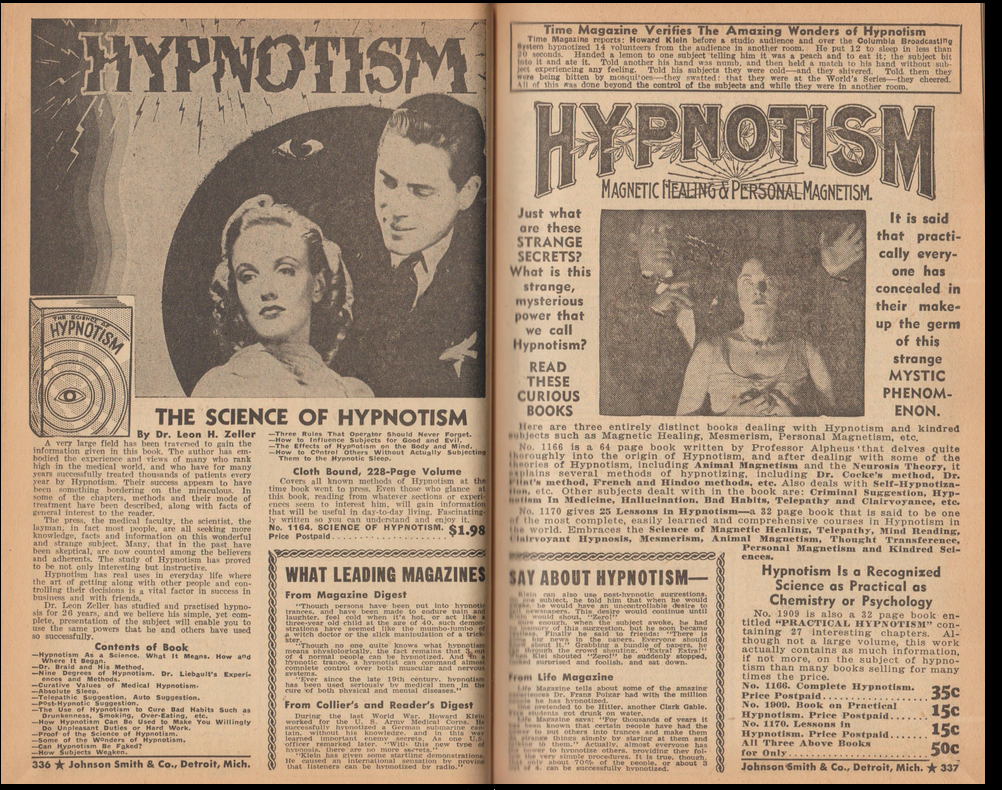 HYPNOTISM
THE SCIENCE OF
HYPNOTISM
THE SCIENCE OF HYPNOTISM
By Dr. Leon H. Zeller
A very large field has been traversed to gain the
information given in this book. The author has em-
bodied the experience and views of many who rank
high in the medical world, and who have for many
years successfully treated thousands of patients every
year by Hypnotism. Their success appears to have
been something bordering on the miraculous. In
some of the chapters, methods and their mode of
treatment have been described, along with facts of
general interest to the reader.
The press, the medical faculty, the scientist, the
layman, in fact most people, are all seeking more
knowledge, facts and information on this wonderful
and strange subject. Many, that in the past have
been skeptical, are now counted among the believers
and adherents. The study of Hypnotism has proved
to be not only interesting but instructive.
Hypnotism has real uses in everyday life where
the art of getting along with other people and con-
trolling their decisions is a vital factor in success in
business and with friends.
Dr. Leon Zeller has studied and practised hypno-
sis for 26 years, and we believe his simple, yet com-
plete, presentation of the subject will enable you to
use the same powers that he and others have used
so successfully.
Contents of Book
—Hypnotism As a Science. What It Means. How and
Where It Began.
—Dr. Braid and His Method.
—Nine Degrees of Hypnotism. Dr. Liebault's Experi-
ences and Methods.
—Curative Values of Medical Hypnotism.
—Absolute Sleep.
—Telepathic Suggestion, Auto Suggestion.
—Post-Hypnotic Suggestion.
—The Use of Hypnotism to Cure Bad Habits Such as
Drunkenness, Smoking, Over-Eating, etc.
—How Hypnotism Can Be Used to Make You Willingly
Do Unpleasant Duties or Hard Work.
—Proof of the Science of Hypnotism.
—Some of the Wonders of Hypnotism.
—Can Hypnotism Be Faked?
—How Subjects Weaken.
—Three Rules That Operator Should Never Forget.
—How to Influence Subjects for Good and Evil.
—The Effects of Hypnotism on the Body and Mind.
—How to Control Others Without Actually Subjecting
Them to the Hypnotic Sleep.
Cloth Bound, 228-Page Volume
Covers all known methods of Hypnotism at the
time book went to press. Even those who glance at
this book, reading from whatever sections or experi-
ences seem to interest him, will gain information
that will be useful in day-to-day living. Fascinating-
ly written so you can understand and enjoy it.
No. 1164. SCIENCE OF HYPNOTISM.
Price Postpaid $1.98
WHAT LEADING MAGAZINES
From Magazine Digest
"Though persons have been put into hypnotic
trances, and have been made to endure pain and
laughter, feel cold when it's hot, or act like a
three-year old child at the age of 40, such demon-
strations have seemed like the mumbo-jumbo of
a witch doctor or the slick manipulation of a trick-
ster.
"Though no one quite knows what hypnotism
means physiologically, the fact remains that
of normal people can be hypnotized. And in a
hypnotic trance, a hypnotist can command almost
complete control over both muscular and nervous
systems.
"Ever since the late 19th century, hypnotism
has been used seriously by medical men in the
cure of both physical and mental diseases."
From Collier's and Reader's Digest
During the last World War, Howard Klein
worked for the U. S. Army Medical Corps. He
successfully hypnotized a German submarine cap-
tain, without his knowledge, and in this way
learned important enemy secrets. As one U.S.
officer remarked later, "With this new type of
hypnosis, there are no more secrets."
"Klein has given some startling demonstrations.
He caused an international sensation by proving
that listeners can be hypnotized by radio."
336 ★ Johnson Smith & Co., Detroit, Mich.
Time Magazine Verifies The Amazing Wonders of Hypnotism
Time Magazine reports: Howard Klein before a studio audience and over the Columbia Broadcasting
System hypnotized 14 volunteers from the audience in another room. He put 12 to sleep in less than
20 seconds. Handed a lemon to one subject telling him it was a peach and to eat it; the subject bit
into it and ate it. Told another his hand was numb, and then held a match to his hand without sub-
ject experiencing any feeling. Told his subjects they were cold—and they shivered. Told them they
were being bitten by mosquitoes—they swatted; that they were at the World's Series—they cheered.
All of this was done beyond the control of the subjects and while they were in another room.
HYPNOTISM
MAGNETIC HEALING & PERSONAL MAGNETISM.
Just what
are these
STRANGE
SECRETS?
What is this
strange,
mysterious
power that
we call
Hypnotism?
READ
THESE
CURIOUS
BOOKS
It is said
that practi-
cally every-
one has
concealed in
their make-
up the germ
of this
strange
MYSTIC
PHENOM-
ENON.
Here are three entirely distinct books dealing with Hypnotism and kindred
subjects such as Magnetic Healing, Mesmerism, Personal Magnetism, etc.
No. 1166 is a 64 page book written by Professor Alpheus that delves quite
thoroughly into the origin of Hypnotism, and after dealing with some of the
theories of Hypnotism, including Animal Magnetism and the Neurosis Theory, it
explains several methods of hypnotizing, including Dr. Cocke's method, Dr.
method, French and Hindoo methods, etc. Also deals with Self-Hypnotiza-
tion, etc. Other subjects dealt with in the book are: Criminal Suggestion, Hyp-
notism In Medicine, Hallucination, Bad Habits, Telepathy and Clairvoyance, etc.
No. 1170 gives 25 Lessons in Hypnotism—a 32 page book that is said to be one
of the most complete, easily learned and comprehensive courses in Hypnotism in
the world. Embraces the Science of Magnetic Healing, Telepathy, Mind Reading,
Clairvoyant Hypnosis, Mesmerism, Animal Magnetism, Thought Transference,
Personal Magnetism and Kindred Sci-
ences.
SAY ABOUT HYPNOTISM—
Klein can also use post-hypnotic suggestions.
subject, he told him that when he would
he would have an uncontrollable desire to
newspapers. This desire would continue until
would shout, "Zero!"
enough, when the subject awoke, he had
memory of the suggestion, but he soon became
Finally he said to friends: "There is
news in the papers. Everyone should
about it." Grabbing a bundle of papers, he
through the crowd shouting, "Extra! Extra!"
Klei shouted "Zero," he suddenly stopped,
looked surprised and foolish, and sat down.
From Life Magazine
Life Magazine tells about some of the amazing
Dr. Franz Polgar had with the million
he has hypnotized.
pretended to be Hitler, another Clark Gable.
students got drunk on water.
Life Magazine says: "For thousands of years it
been known that certain people have had the
to put others into trances and make them
strange things simply by staring at them and
to them." Actually, almost everyone has
power to hypnotize others, providing they fol-
very simple procedures. It is true, though,
only about 70% of the people, or about 3
of 4, can be successfully hypnotized.
Hypnotism Is a Recognized
Science as Practical as
Chemistry or Psychology
No. 1909 is also a 32 page book en-
titled "PRACTICAL HYPNOTISM" con-
taining 27 interesting chapters. Al-
though not a large volume, this work
actually contains as much information,
if not more, on the subject of hypno-
tism than many books selling for many
times the price.
No. 1166. Complete Hypnotism.
Price Postpaid 35c
No. 1909. Book on Practical
Hypnotism. Price Postpaid 15c
No. 1170. Lessons in
Hypnotism. Price Postpaid 15c
All Three Above Books
for Only 50c
Johnson Smith & Co., Detroit, Mich. ★ 337